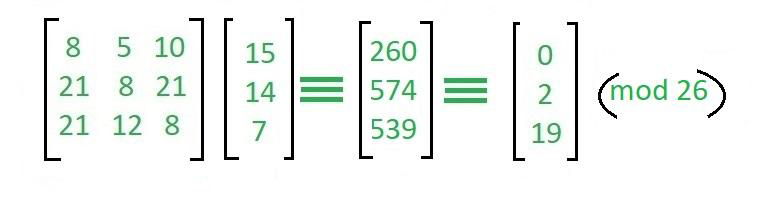 8 5 10 15 260 0
21 8 21 14 ≡ 574 ≡ 2 (mod 26)
21 12 8 7 539 19